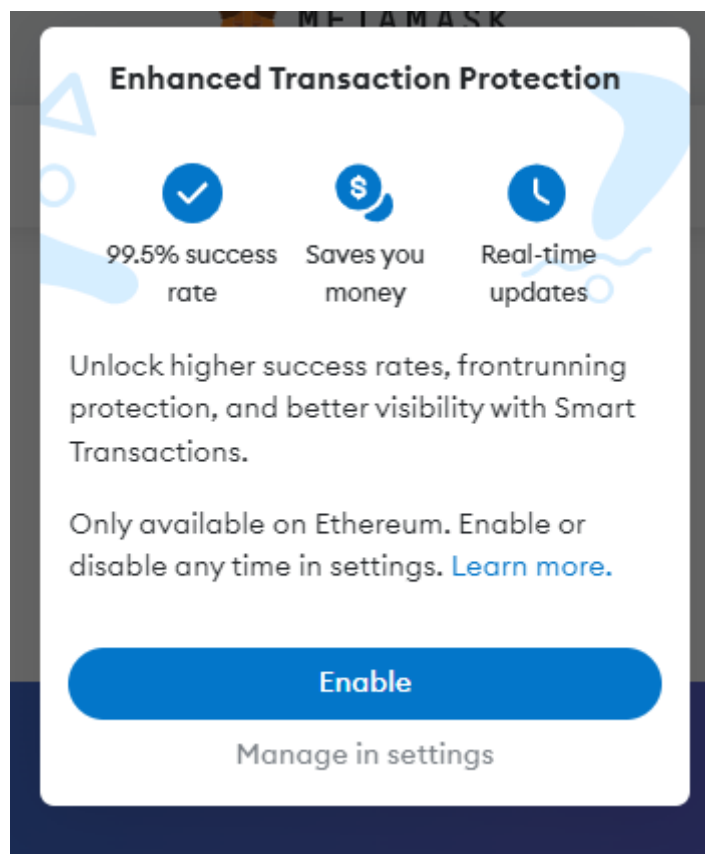 METAMASK
Enhanced Transaction Protection
99.5% success
rate
Saves you
money
Real-time
updates
Unlock higher success rates, frontrunning
protection, and better visibility with Smart
Transactions.
Only available on Ethereum. Enable or
disable any time in settings. Learn more.
Enable
Manage in settings